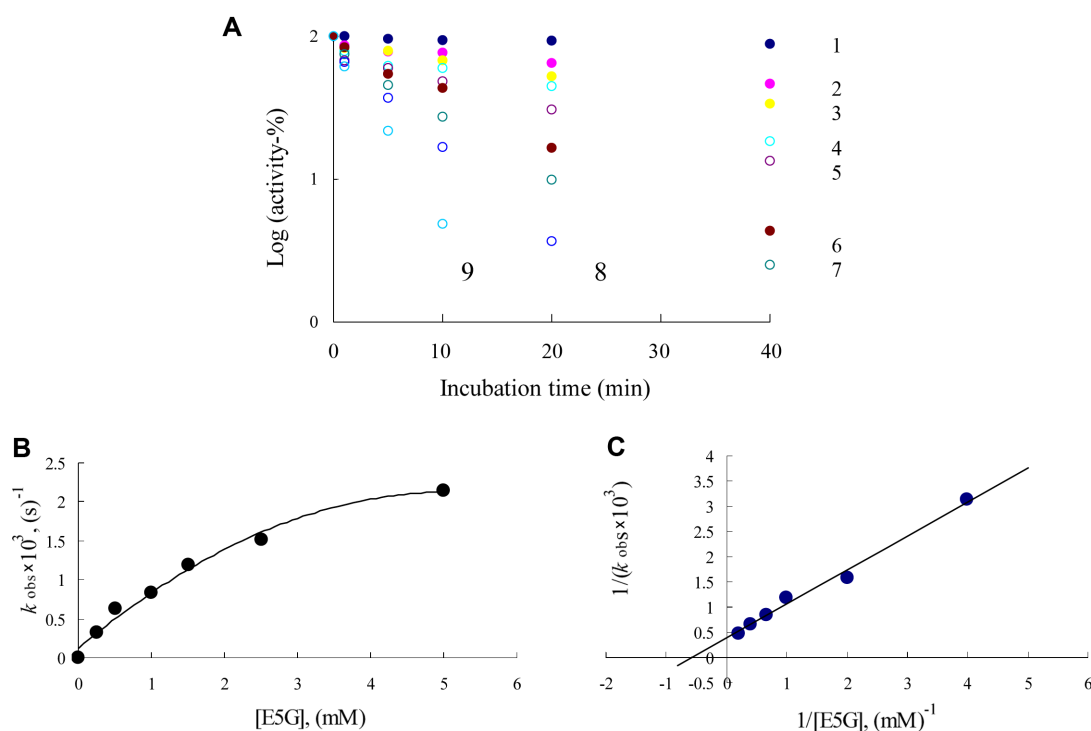 A
Log (activity-%)
2
1
0
0 10 20 30 40
Incubation time (min)
1
2
3
4
5
6
7
9 8
B
k obs×10³, (s)⁻¹
2.5
2
1.5
1
0.5
0
0 1 2 3 4 5 6
[E5G], (mM)
C
1/(k obs×10³)
4
3.5
3
2.5
2
1.5
1
0.5
0
-0.5
-2 -1 0 1 2 3 4 5 6
1/[E5G], (mM)⁻¹